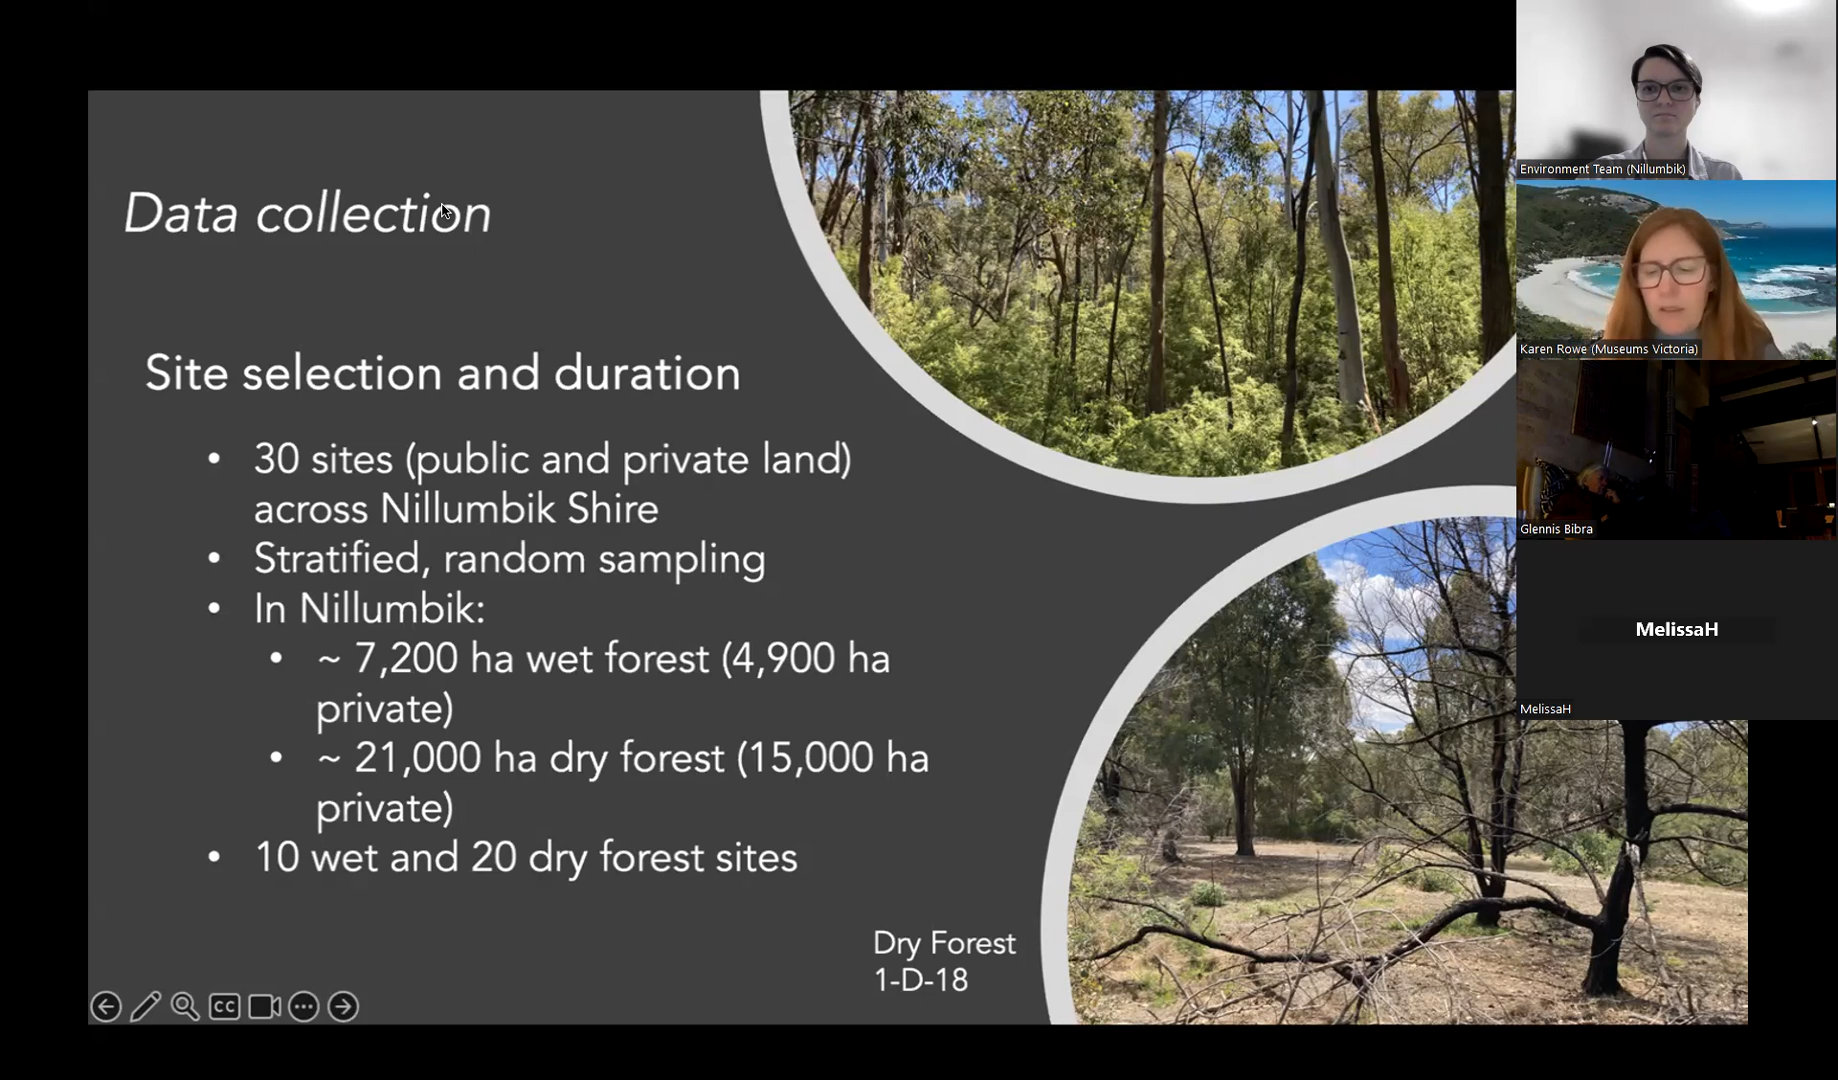 Data collection
Site selection and duration
• 30 sites (public and private land)
across Nillumbik Shire
• Stratified, random sampling
• In Nillumbik:
• ~ 7,200 ha wet forest (4,900 ha
private)
• ~ 21,000 ha dry forest (15,000 ha
private)
• 10 wet and 20 dry forest sites
Dry Forest
1-D-18
CC
Environment Team (Nillumbik)
Karen Rowe (Museums Victoria)
Glennis Bibra
MelissaH
MelissaH